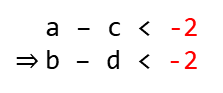 a – c < -2
⇒ b – d < -2